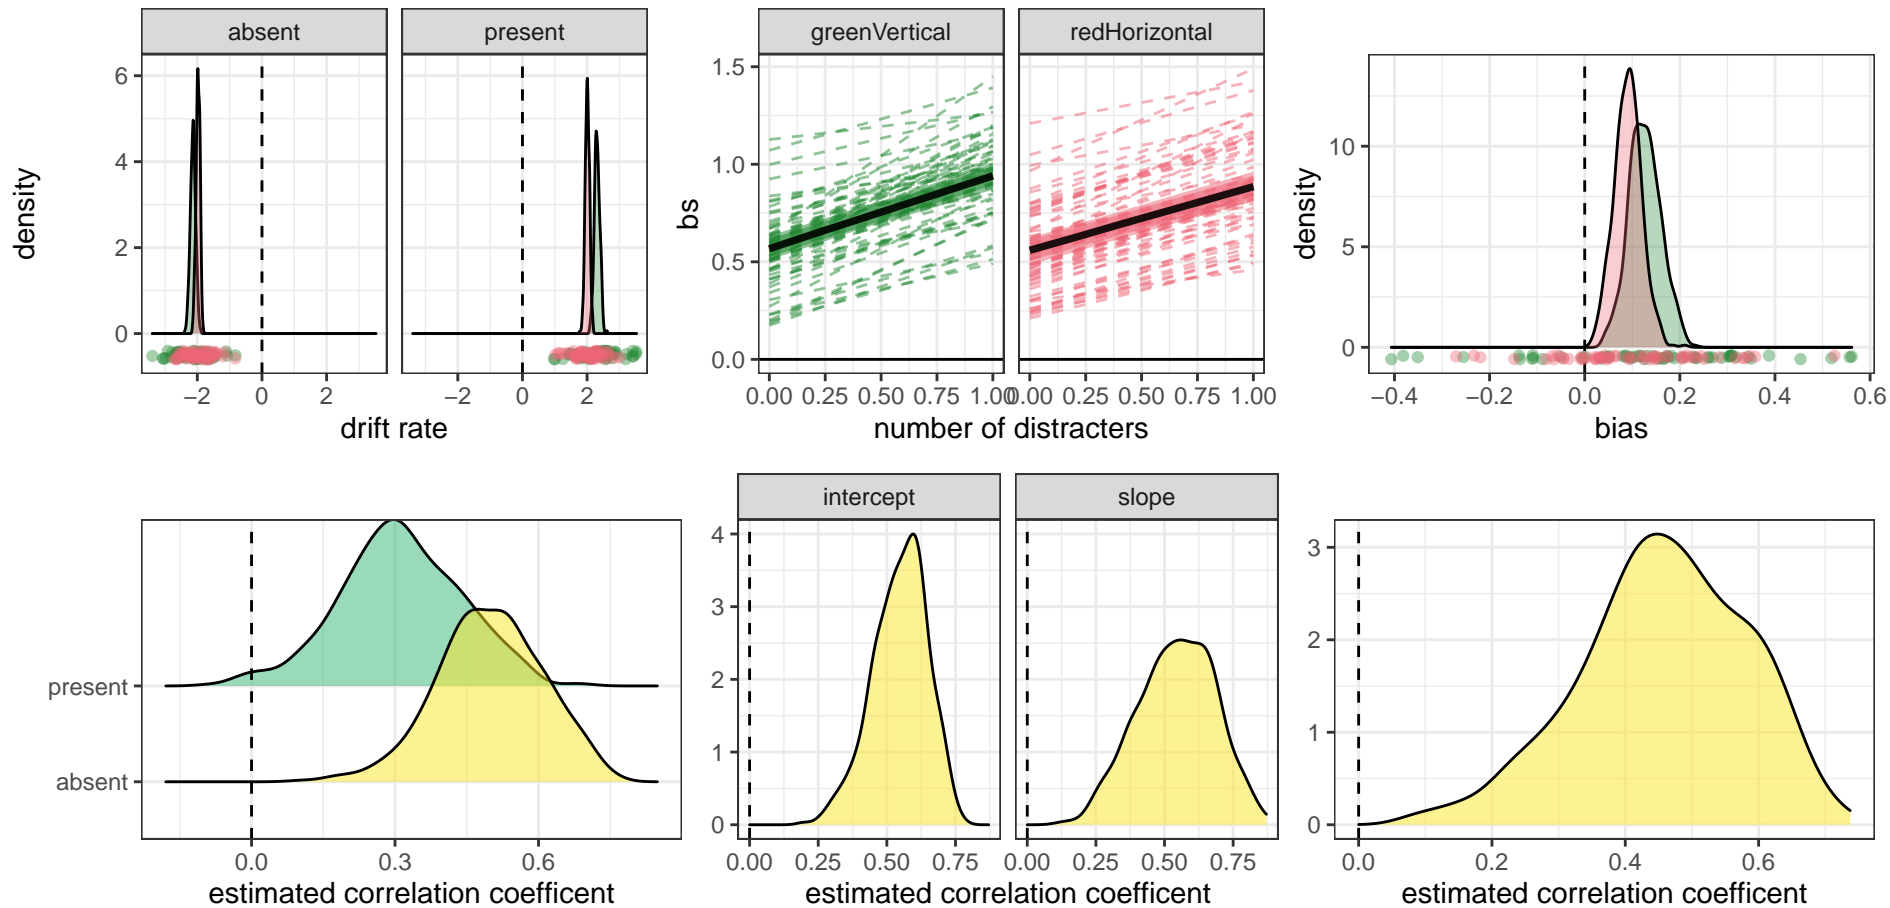 absent present
6
4
2
0
density
−2 0 2 −2 0 2
drift rate
greenVertical redHorizontal
1.5
1.0
0.5
0.0
bs
0.00 0.25 0.50 0.75 1.00 0.00 0.25 0.50 0.75 1.00
number of distracters
10
5
0
density
−0.4 −0.2 0.0 0.2 0.4 0.6
bias
present
absent
0.0 0.3 0.6
estimated correlation coefficent
intercept slope
4
3
2
1
0
0.00 0.25 0.50 0.75 0.00 0.25 0.50 0.75
estimated correlation coefficent
3
2
1
0
0.0 0.2 0.4 0.6
estimated correlation coefficent